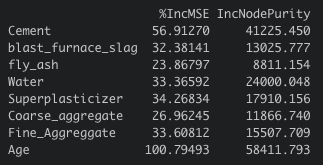 %IncMSE IncNodePurity
Cement 56.91270 41225.450
blast_furnace_slag 32.38141 13025.777
fly_ash 23.86797 8811.154
Water 33.36592 24000.048
Superplasticizer 34.26834 17910.156
Coarse_aggregate 26.96245 11866.740
Fine_Aggreggate 33.60812 15507.709
Age 100.79493 58411.793